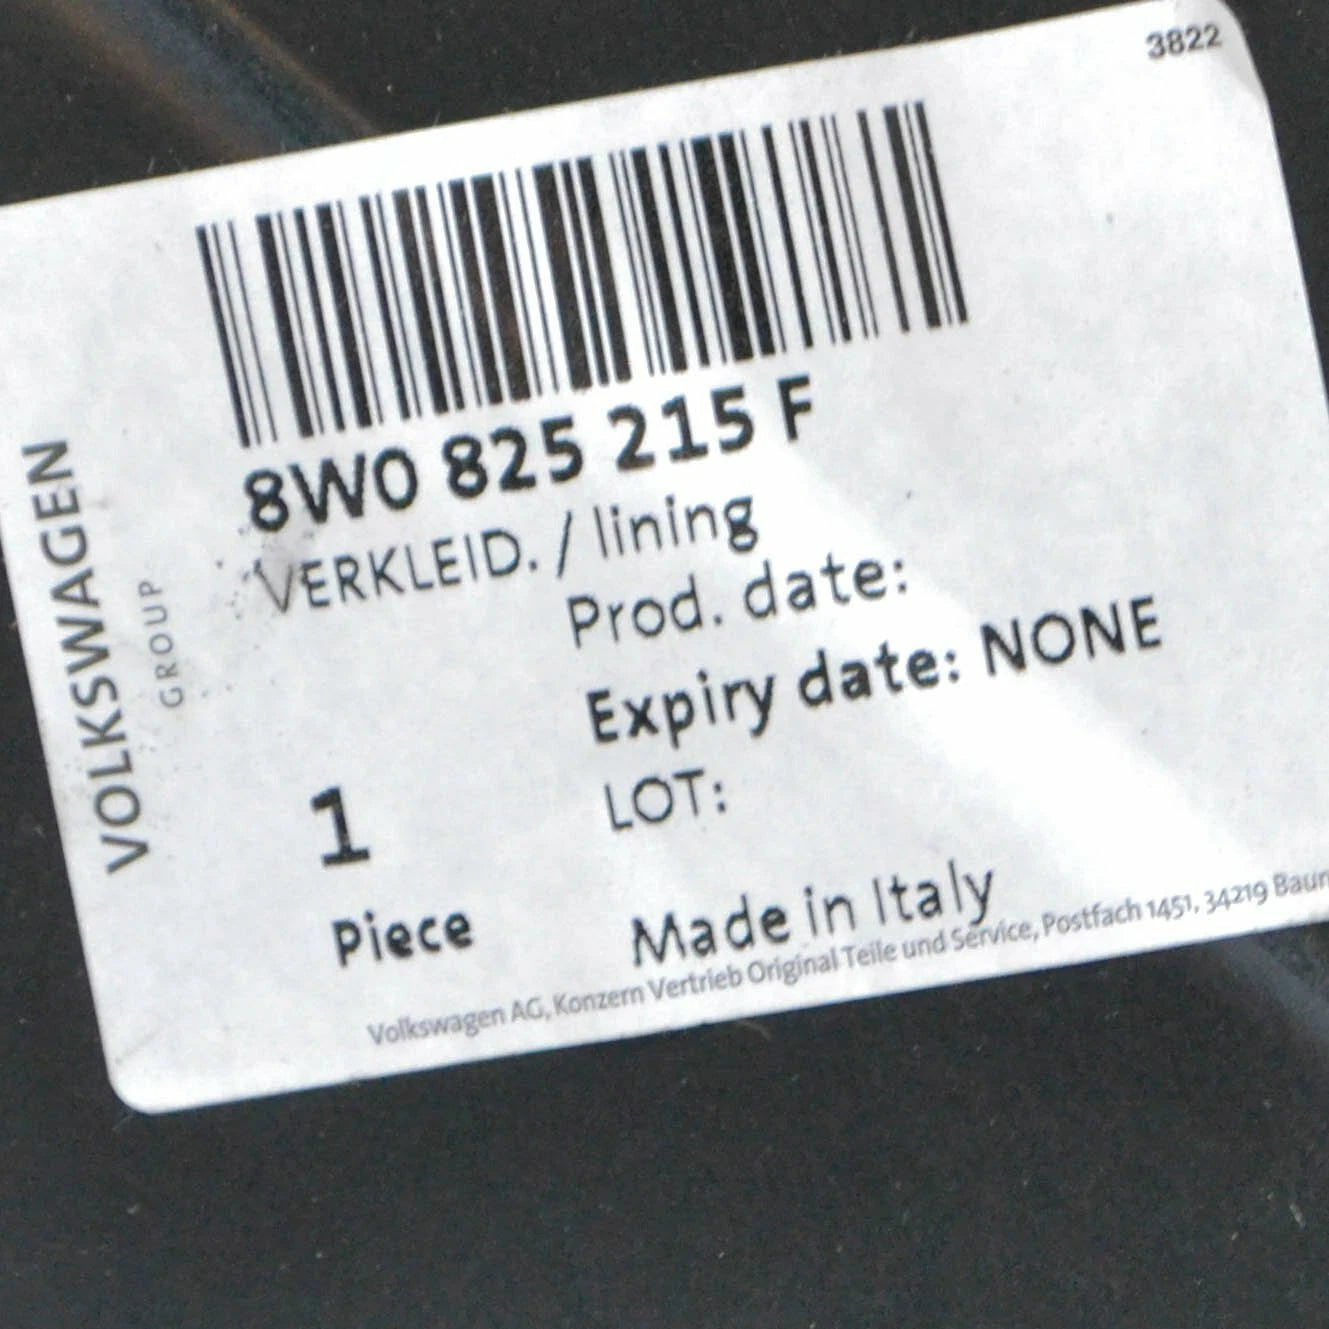 3822
8W0 825 215 F
VERKLEID. / lining
Prod. date:
Expiry date: NONE
LOT:
1
Piece
Made in Italy
Volkswagen AG, Konzern Vertrieb Original Teile und Service, Postfach 1451, 34219
VOLKSWAGEN
GROUP